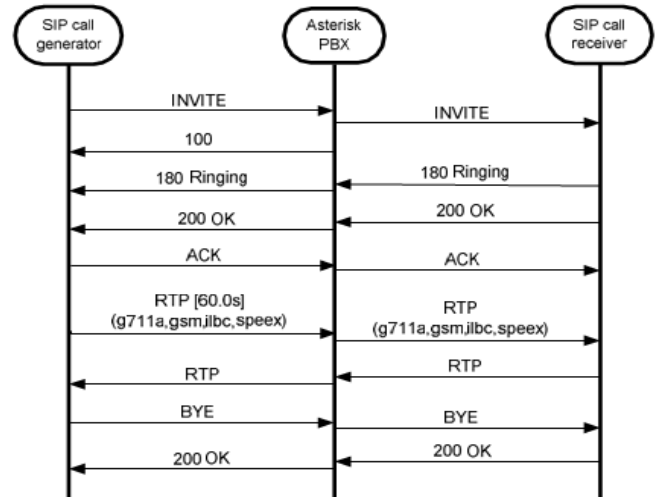 SIP call
generator
Asterisk
PBX
SIP call
receiver
INVITE
INVITE
100
180 Ringing
180 Ringing
200 OK
200 OK
ACK
ACK
RTP [60.0s]
(g711a,gsm,ilbc,speex)
RTP
(g711a,gsm,ilbc,speex)
RTP
RTP
BYE
BYE
200 OK
200 OK